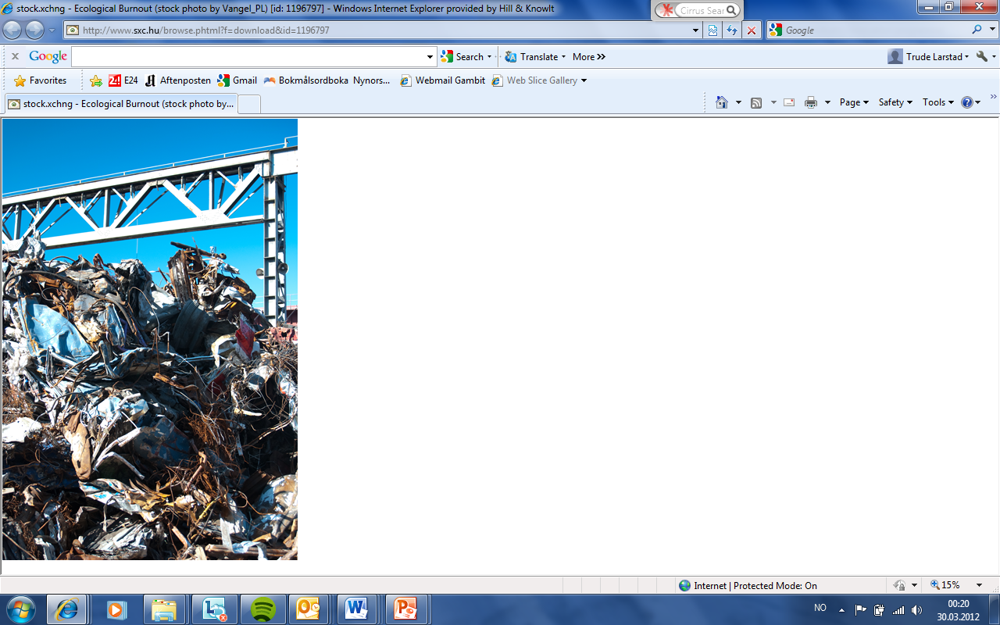 stock.xchng - Ecological Burnout (stock photo by Vangel_PL) [id: 1196797] - Windows Internet Explorer provided by Hill & Knowlt
Cirrus Sear
http://www.sxc.hu/browse.phtml?f=download&id=1196797
Google
Google
Search
Translate
More
Trude Larstad
Favorites
24!
E24
Aftenposten
Gmail
Bokmålsordboka Nynors...
Webmail Gambit
Web Slice Gallery
stock.xchng - Ecological Burnout (stock photo by...
Page
Safety
Tools
Internet | Protected Mode: On
15%
NO
00:20
30.03.2012